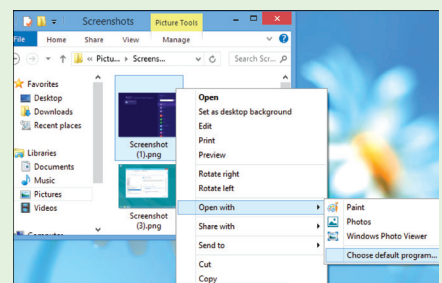 Screenshots
Picture Tools
File Home Share View Manage
« Pictu... ▸ Screens...
Search Scr...
Favorites
Desktop
Downloads
Recent places
Libraries
Documents
Music
Pictures
Videos
Computer
Screenshot
(1).png
Screenshot
(3).png
Open
Set as desktop background
Edit
Print
Preview
Rotate right
Rotate left
Open with
Share with
Send to
Cut
Copy
Paint
Photos
Windows Photo Viewer
Choose default program...